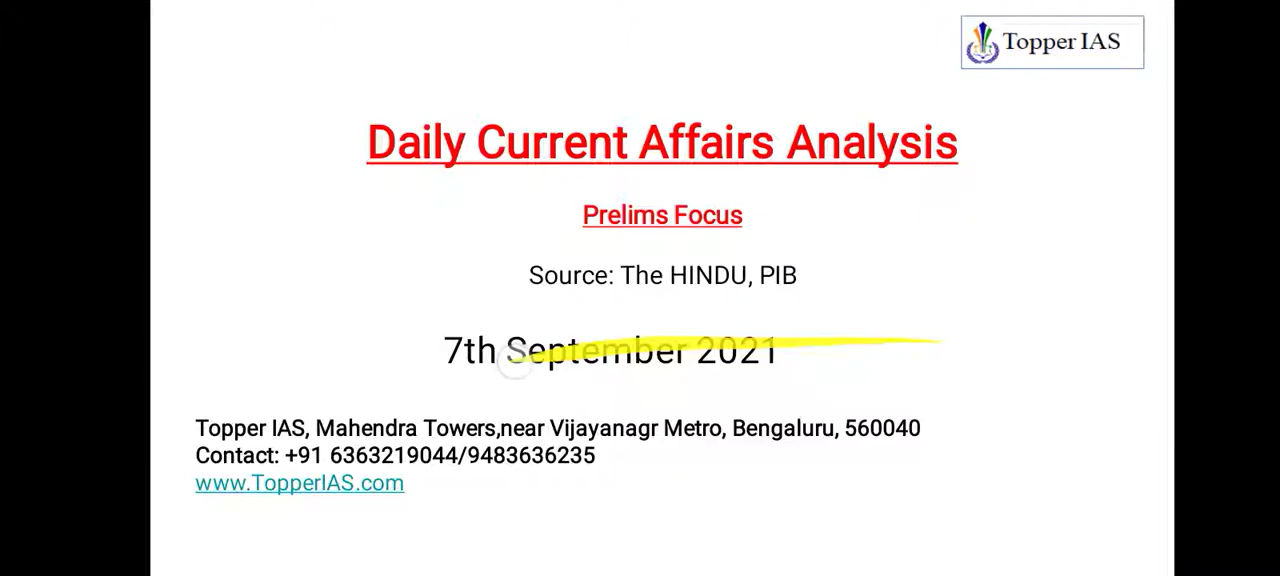 Topper IAS
Daily Current Affairs Analysis
Prelims Focus
Source: The HINDU, PIB
7th September 2021
Topper IAS, Mahendra Towers,near Vijayanagr Metro, Bengaluru, 560040
Contact: +91 6363219044/9483636235
www.TopperIAS.com